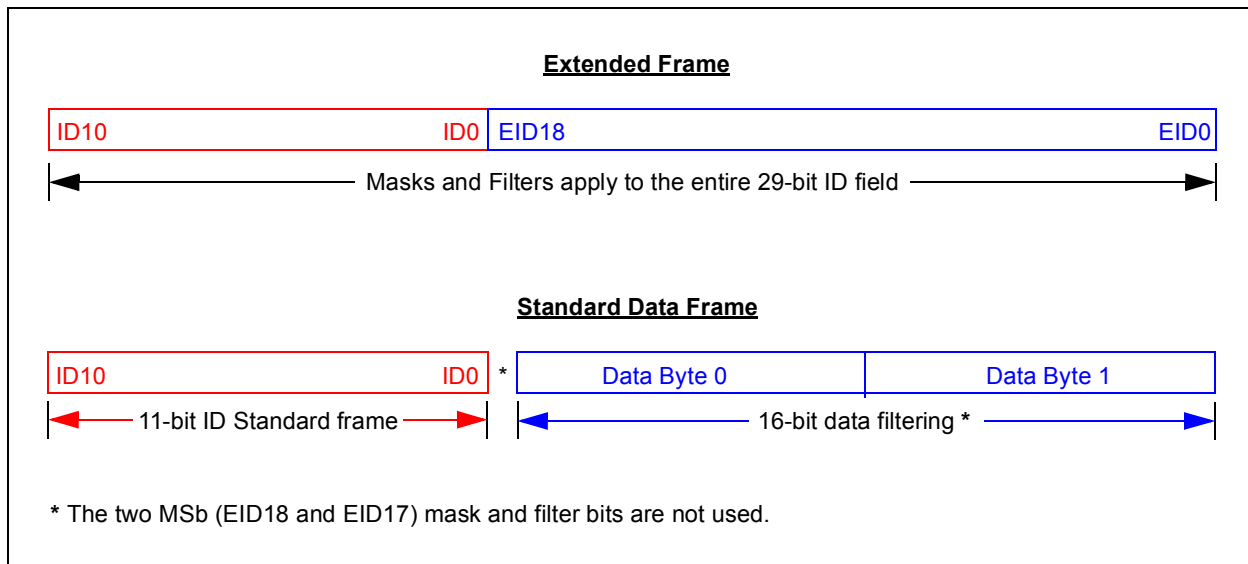 Extended Frame
ID10 ID0 EID18 EID0
Masks and Filters apply to the entire 29-bit ID field
Standard Data Frame
ID10 ID0 * Data Byte 0 Data Byte 1
11-bit ID Standard frame 16-bit data filtering *
* The two MSb (EID18 and EID17) mask and filter bits are not used.